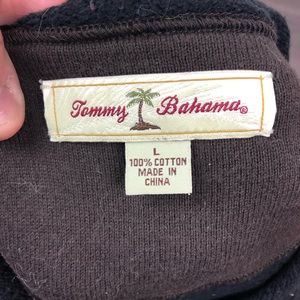 Tommy Bahama®
L
100% COTTON
MADE IN
CHINA